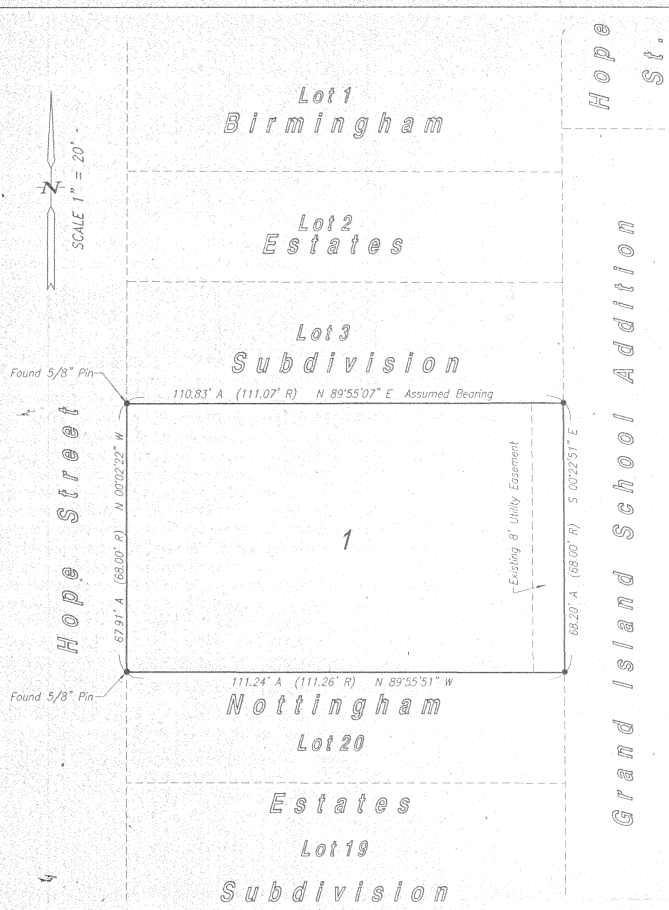 Hope
St.
Lot 1
Birmingham
N
SCALE 1" = 20'
Lot 2
Estates
Lot 3
Subdivision
Found 5/8" Pin
110.83' A (111.07' R) N 89°55'07" E Assumed Bearing
Hope Street
67.91' A (68.00' R) N 00°02'22" W
1
Existing 8' Utility Easement
68.20' A (68.00' R) S 00°22'51" E
Grand Island School Addition
Found 5/8" Pin
111.24' A (111.26' R) N 89°55'51" W
Nottingham
Lot 20
Estates
Lot 19
Subdivision